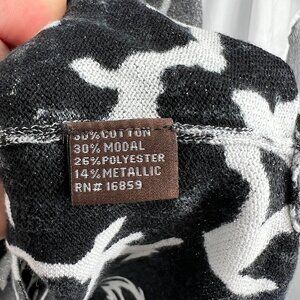 30% COTTON
30% MODAL
26% POLYESTER
14% METALLIC
RN# 16859